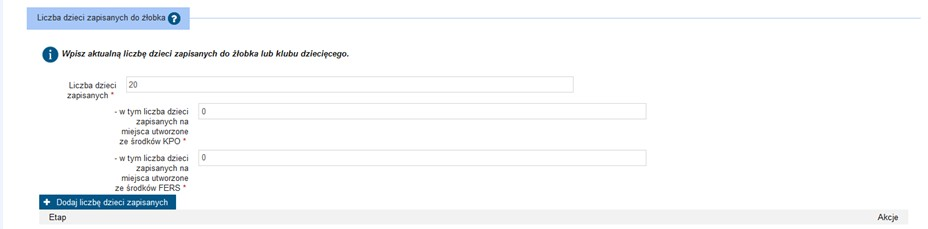 Liczba dzieci zapisanych do żłobka ?
i Wpisz aktualną liczbę dzieci zapisanych do żłobka lub klubu dziecięcego.
Liczba dzieci
zapisanych *
20
- w tym liczba dzieci
zapisanych na
miejsca utworzone
ze środków KPO *
0
- w tym liczba dzieci
zapisanych na
miejsca utworzone
ze środków FERS *
0
+ Dodaj liczbę dzieci zapisanych
Etap Akcje